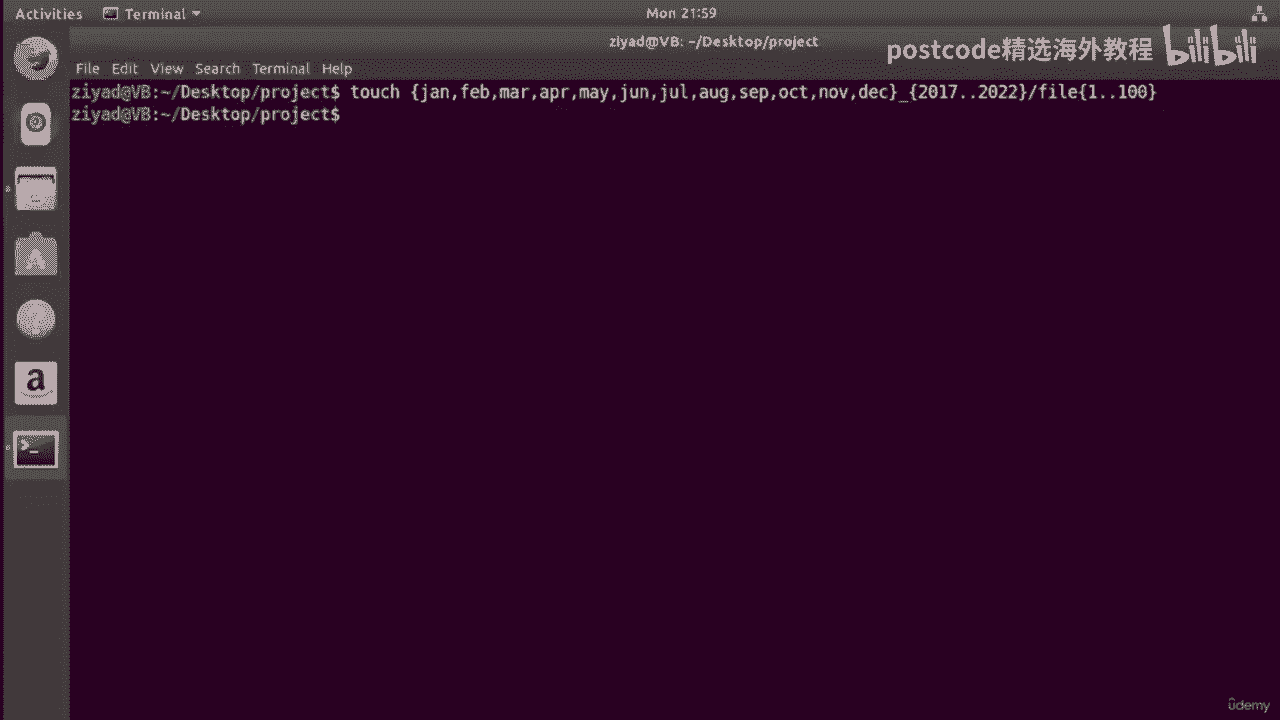 Activities Terminal Mon 21:59
ziyad@VB: ~/Desktop/project
postcode精选海外教程 bilibili
File Edit View Search Terminal Help
ziyad@VB:~/Desktop/project$ touch {jan,feb,mar,apr,may,jun,jul,aug,sep,oct,nov,dec}_{2017..2022}/file{1..100}
ziyad@VB:~/Desktop/project$
a
ûdemy